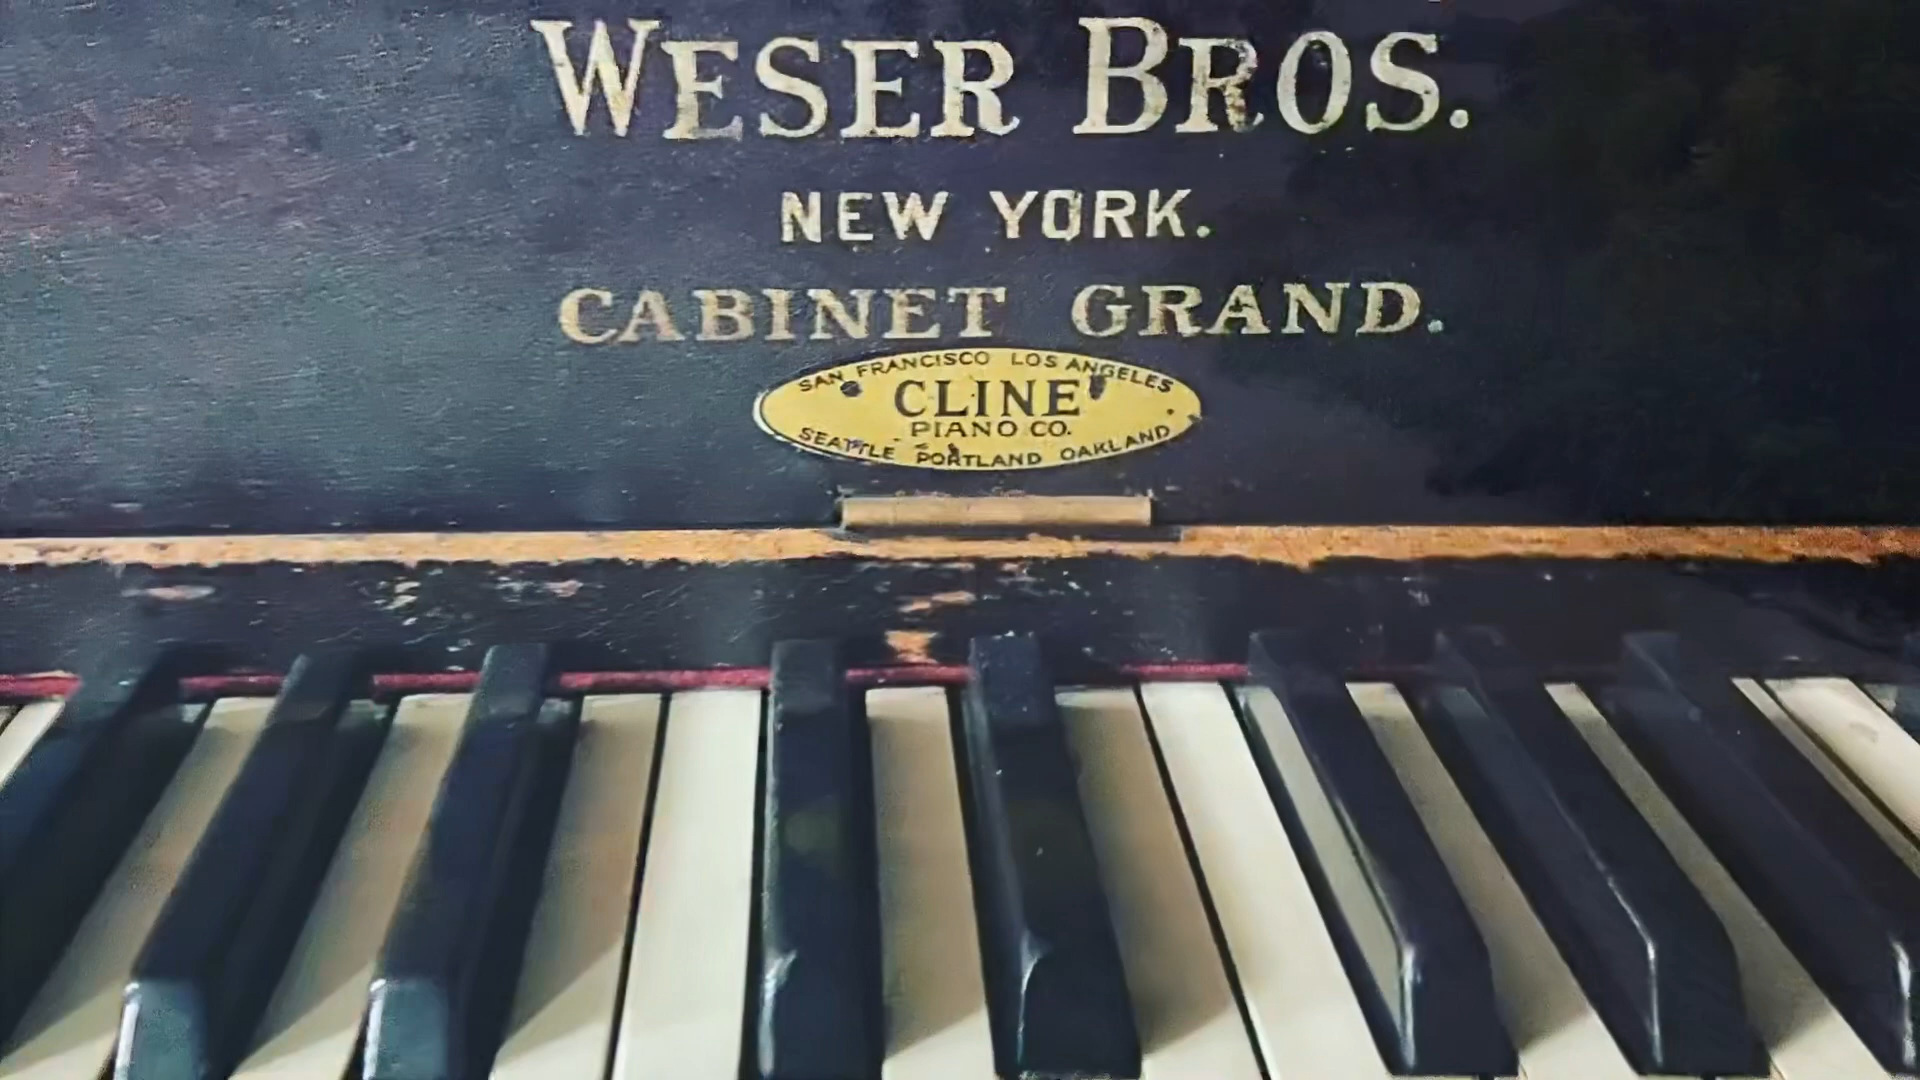 WESER BROS.
NEW YORK.
CABINET GRAND.
SAN FRANCISCO LOS ANGELES
CLINE
PIANO CO.
SEATTLE PORTLAND OAKLAND